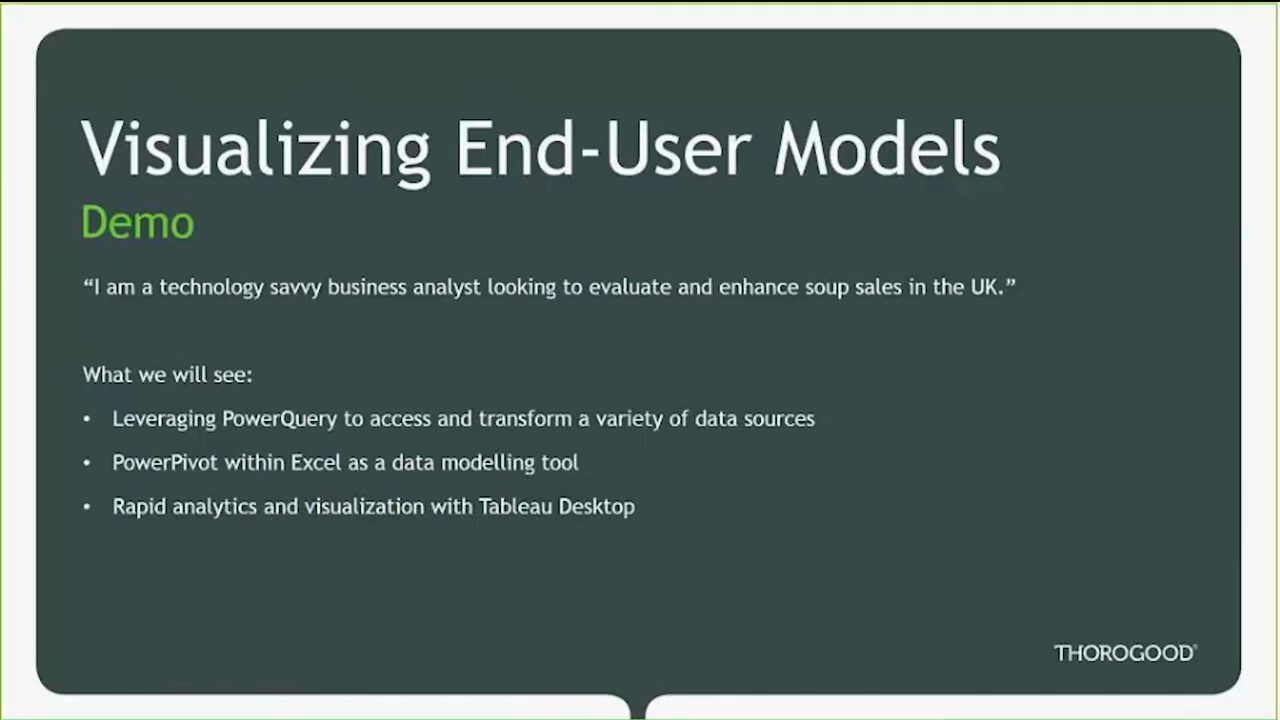 Visualizing End-User Models
Demo
“I am a technology savvy business analyst looking to evaluate and enhance soup sales in the UK.”
What we will see:
• Leveraging PowerQuery to access and transform a variety of data sources
• PowerPivot within Excel as a data modelling tool
• Rapid analytics and visualization with Tableau Desktop
THOROGOOD®